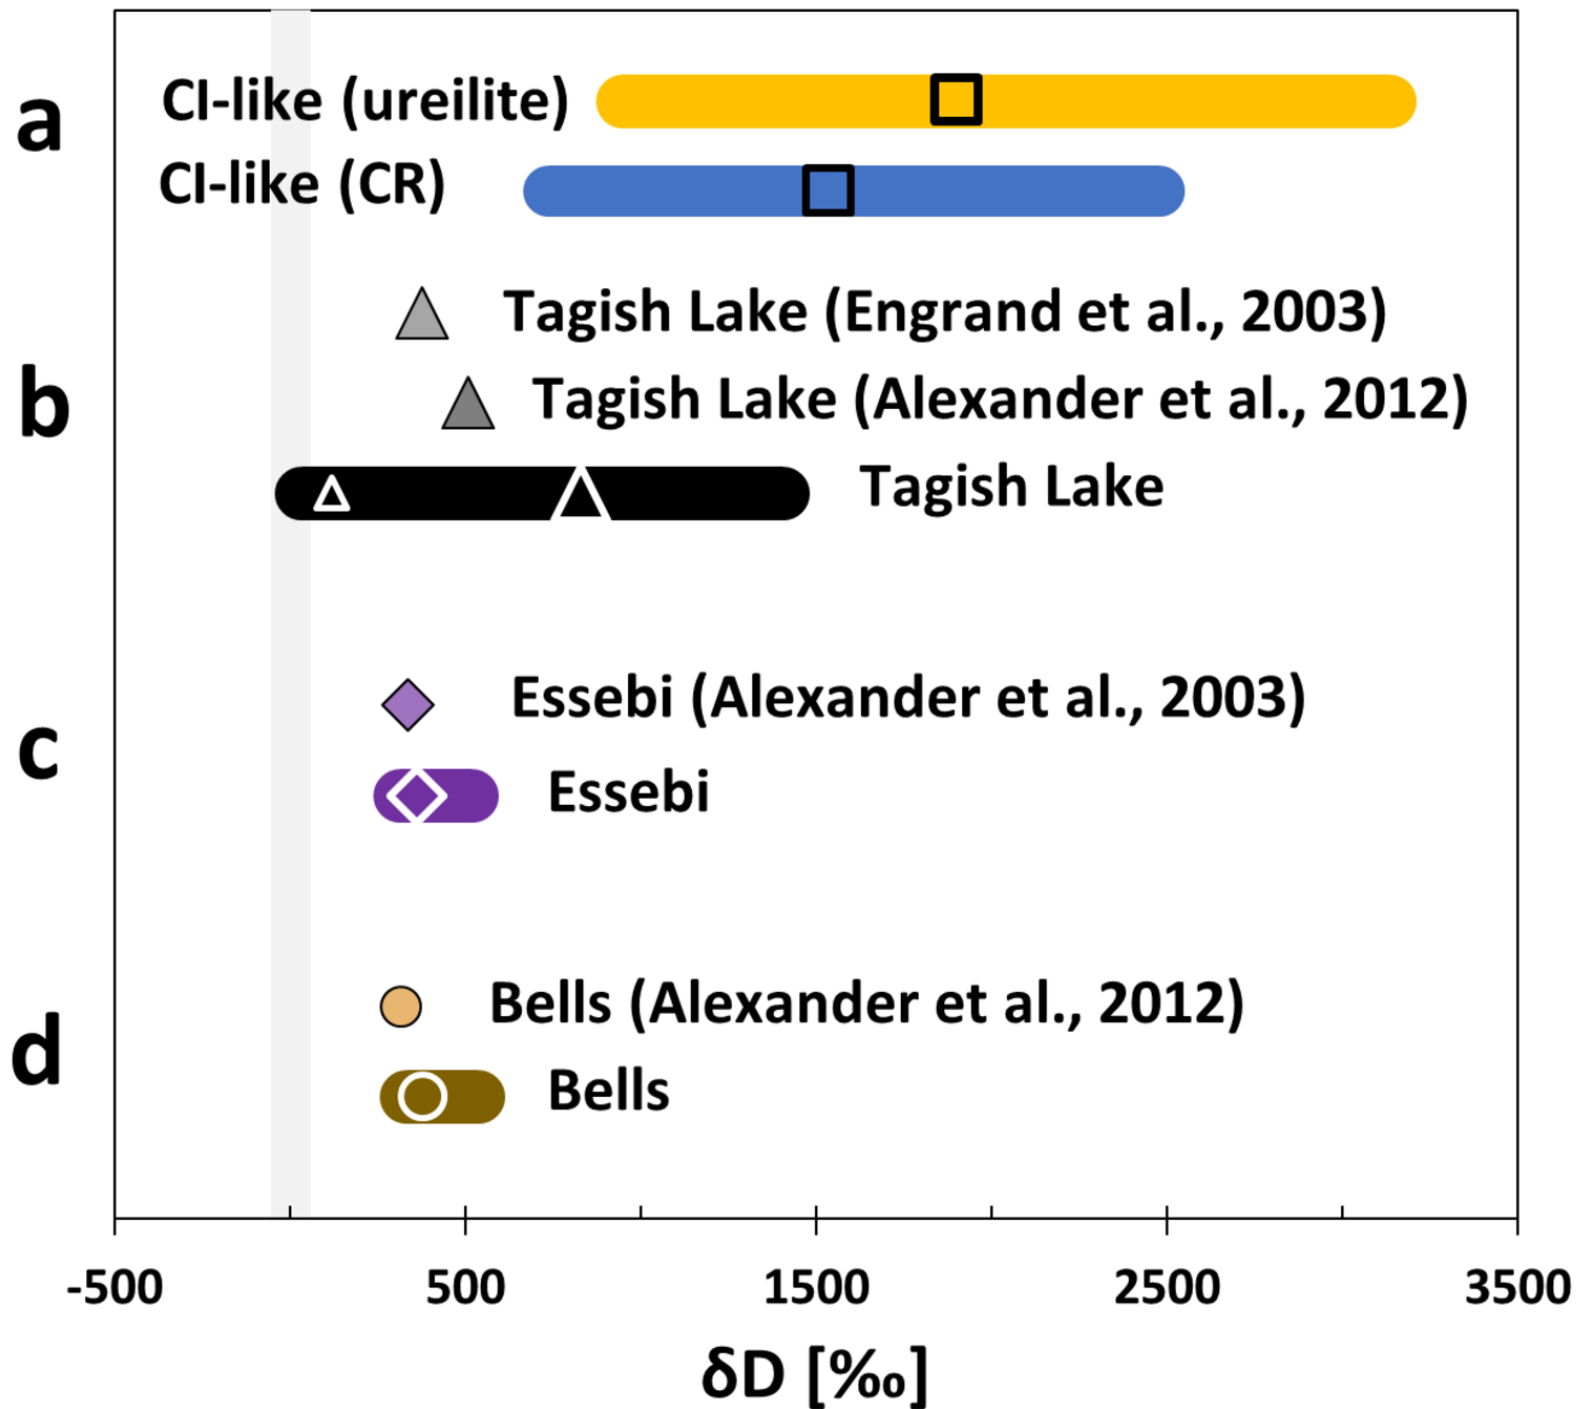 a
CI-like (ureilite)
CI-like (CR)
Tagish Lake (Engrand et al., 2003)
b
Tagish Lake (Alexander et al., 2012)
Tagish Lake
Essebi (Alexander et al., 2003)
c
Essebi
Bells (Alexander et al., 2012)
d
Bells
-500 500 1500 2500 3500
δD [‰]